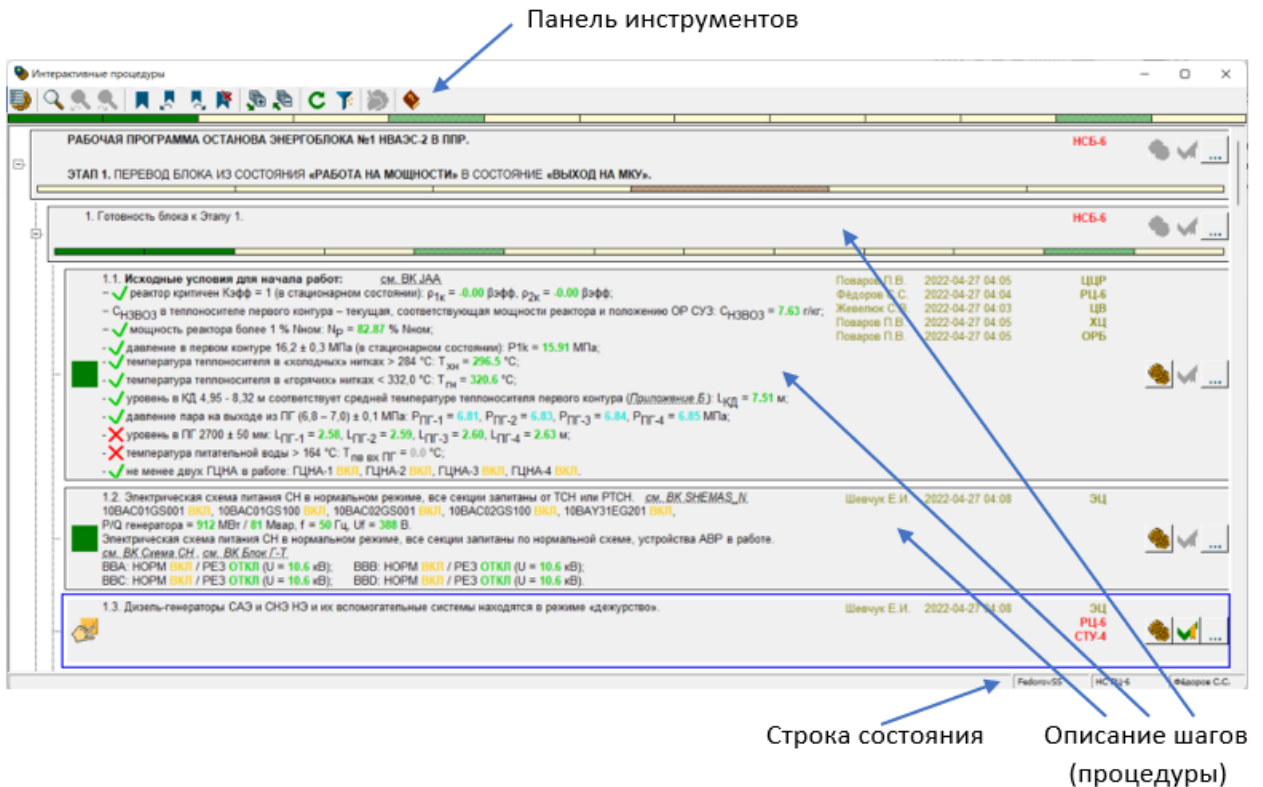 Панель инструментов
Интерактивные процедуры
РАБОЧАЯ ПРОГРАММА ОСТАНОВА ЭНЕРГОБЛОКА №1 НВАЭС-2 В ППР. НСБ-6
ЭТАП 1. ПЕРЕВОД БЛОКА ИЗ СОСТОЯНИЯ «РАБОТА НА МОЩНОСТИ» В СОСТОЯНИЕ «ВЫХОД НА МКУ».
1. Готовность блока к Этапу 1. НСБ-6
1.1. Исходные условия для начала работ: см. ВК JAA Поваров П.В. 2022-04-27 04:05 ЦЦР
– реактор критичен Кэфф = 1 (в стационарном состоянии): ρ1к = -0.00 βэфф, ρ2к = -0.00 βэфф; Фёдоров С.С. 2022-04-27 04:04 РЦ-6
– CH3BO3 в теплоносителе первого контура – текущая, соответствующая мощности реактора и положению ОР СУЗ: CH3BO3 = 7.63 г/кг; Жевелюк С.В. 2022-04-27 04:03 ЦВ
– мощность реактора более 1 % Nном: Np = 82.87 % Nном; Поваров П.В. 2022-04-27 04:05 ХЦ
Поваров П.В. 2022-04-27 04:05 ОРБ
- давление в первом контуре 16,2 ± 0,3 МПа (в стационарном состоянии): P1k = 15.91 МПа;
- температура теплоносителя в «холодных» нитках > 284 °C: Tхн = 296.5 °C;
- температура теплоносителя в «горячих» нитках < 332,0 °C: Tгн = 320.6 °C;
- уровень в КД 4,95 - 8,32 м соответствует средней температуре теплоносителя первого контура (Приложение Б): LКД = 7.51 м;
- давление пара на выходе из ПГ (6,8 – 7,0) ± 0,1 МПа: PПГ-1 = 6.81, PПГ-2 = 6.83, PПГ-3 = 6.84, PПГ-4 = 6.85 МПа;
- уровень в ПГ 2700 ± 50 мм: LПГ-1 = 2.58, LПГ-2 = 2.59, LПГ-3 = 2.60, LПГ-4 = 2.63 м;
- температура питательной воды > 164 °C: Tпв вх ПГ = 0.0 °C;
- не менее двух ГЦНА в работе: ГЦНА-1 ВКЛ, ГЦНА-2 ВКЛ, ГЦНА-3 ВКЛ, ГЦНА-4 ВКЛ.
1.2. Электрическая схема питания СН в нормальном режиме, все секции запитаны от ТСН или РТСН. см. ВК SHEMAS_N, Шевчук Е.И. 2022-04-27 04:08 ЭЦ
10BAC01GS001 ВКЛ, 10BAC01GS100 ВКЛ, 10BAC02GS001 ВКЛ, 10BAC02GS100 ВКЛ, 10BAY31EG201 ВКЛ,
P/Q генератора = 912 МВт / 81 Мвар, f = 50 Гц, Uf = 388 В.
Электрическая схема питания СН в нормальном режиме, все секции запитаны по нормальной схеме, устройства АВР в работе.
см. ВК Схема СН, см. ВК Блок Г-Т
BBA: НОРМ ВКЛ / РЕЗ ОТКЛ (U = 10.6 кВ); BBB: НОРМ ВКЛ / РЕЗ ОТКЛ (U = 10.6 кВ);
BBC: НОРМ ВКЛ / РЕЗ ОТКЛ (U = 10.6 кВ); BBD: НОРМ ВКЛ / РЕЗ ОТКЛ (U = 10.6 кВ).
1.3. Дизель-генераторы САЭ и СНЭ НЭ и их вспомогательные системы находятся в режиме «дежурство». Шевчук Е.И. 2022-04-27 04:08 ЭЦ
РЦ-6
СТУ-4
FedorovSS НС РЦ-6 Фёдоров С.С.
Строка состояния
Описание шагов
(процедуры)